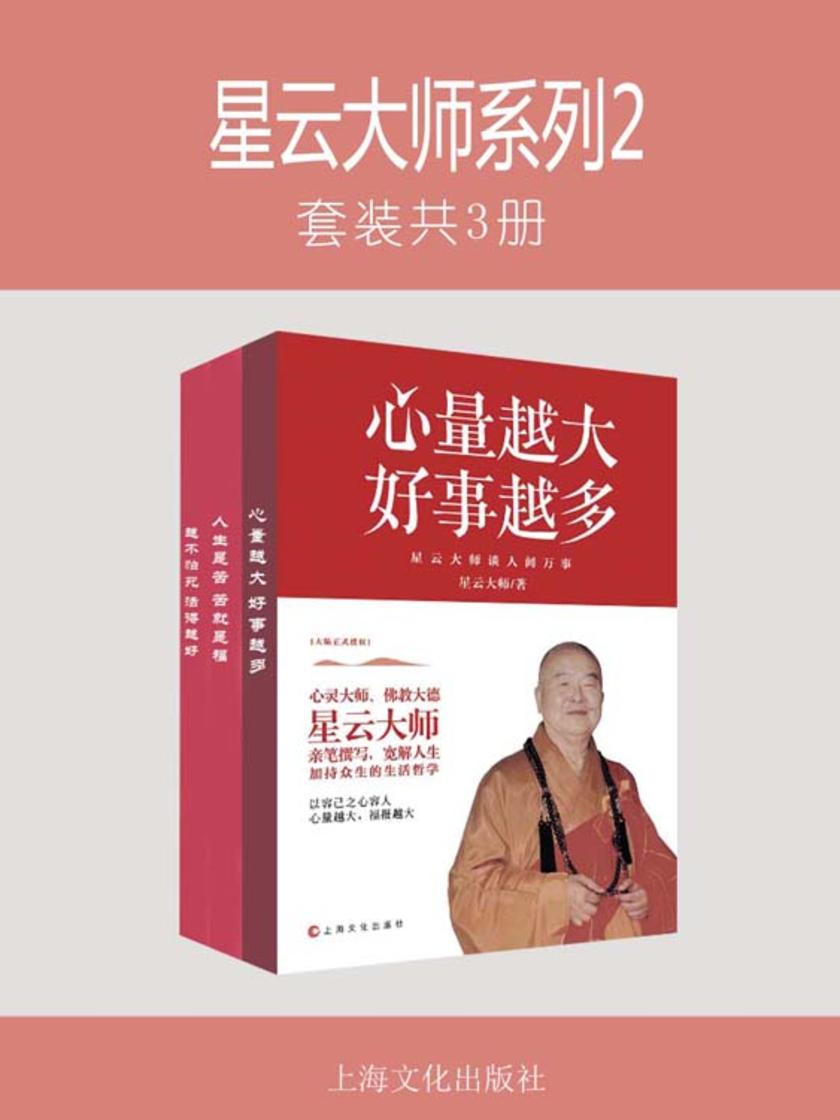 星云大师系列2
套装共3册
心量越大
好事越多
星云大师谈人间万事
星云大师/著
[大师正式授权]
心灵大师、佛教大德
星云大师
亲笔撰写，宽解人生
加持众生的生活哲学
以容己之心容人
心量越大，福报越大
上海文化出版社
心量越大 好事越多
人生是苦 苦就是福
越不怕死 活得越好
上海文化出版社